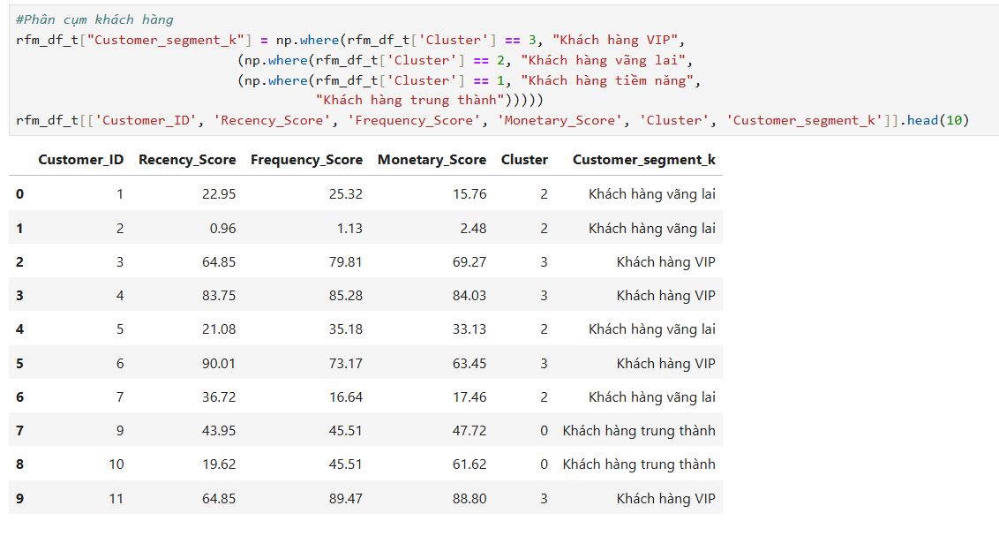 #Phân cụm khách hàng
rfm_df_t["Customer_segment_k"] = np.where(rfm_df_t['Cluster'] == 3, "Khách hàng VIP",
(np.where(rfm_df_t['Cluster'] == 2, "Khách hàng vãng lai",
(np.where(rfm_df_t['Cluster'] == 1, "Khách hàng tiềm năng",
"Khách hàng trung thành")))))
rfm_df_t[['Customer_ID', 'Recency_Score', 'Frequency_Score', 'Monetary_Score', 'Cluster', 'Customer_segment_k']].head(10)
Customer_ID Recency_Score Frequency_Score Monetary_Score Cluster Customer_segment_k
0 1 22.95 25.32 15.76 2 Khách hàng vãng lai
1 2 0.96 1.13 2.48 2 Khách hàng vãng lai
2 3 64.85 79.81 69.27 3 Khách hàng VIP
3 4 83.75 85.28 84.03 3 Khách hàng VIP
4 5 21.08 35.18 33.13 2 Khách hàng vãng lai
5 6 90.01 73.17 63.45 3 Khách hàng VIP
6 7 36.72 16.64 17.46 2 Khách hàng vãng lai
7 9 43.95 45.51 47.72 0 Khách hàng trung thành
8 10 19.62 45.51 61.62 0 Khách hàng trung thành
9 11 64.85 89.47 88.80 3 Khách hàng VIP